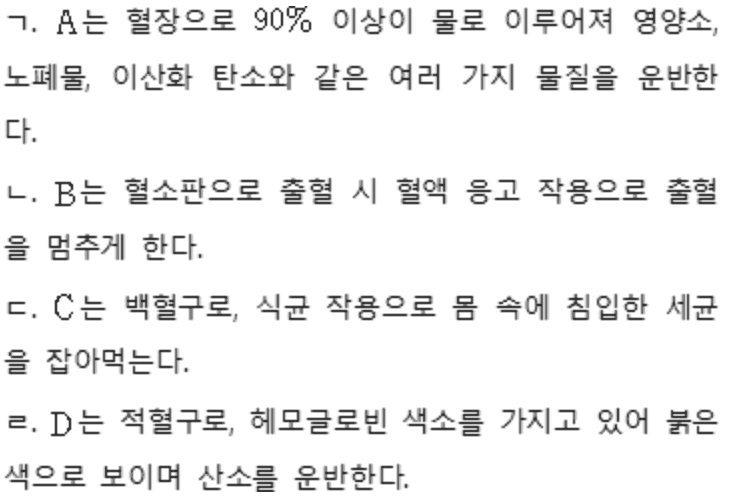 ㄱ. A는 혈장으로 90% 이상이 물로 이루어져 영양소,
노폐물, 이산화 탄소와 같은 여러 가지 물질을 운반한
다.
ㄴ. B는 혈소판으로 출혈 시 혈액 응고 작용으로 출혈
을 멈추게 한다.
ㄷ. C는 백혈구로, 식균 작용으로 몸 속에 침입한 세균
을 잡아먹는다.
ㄹ. D는 적혈구로, 헤모글로빈 색소를 가지고 있어 붉은
색으로 보이며 산소를 운반한다.